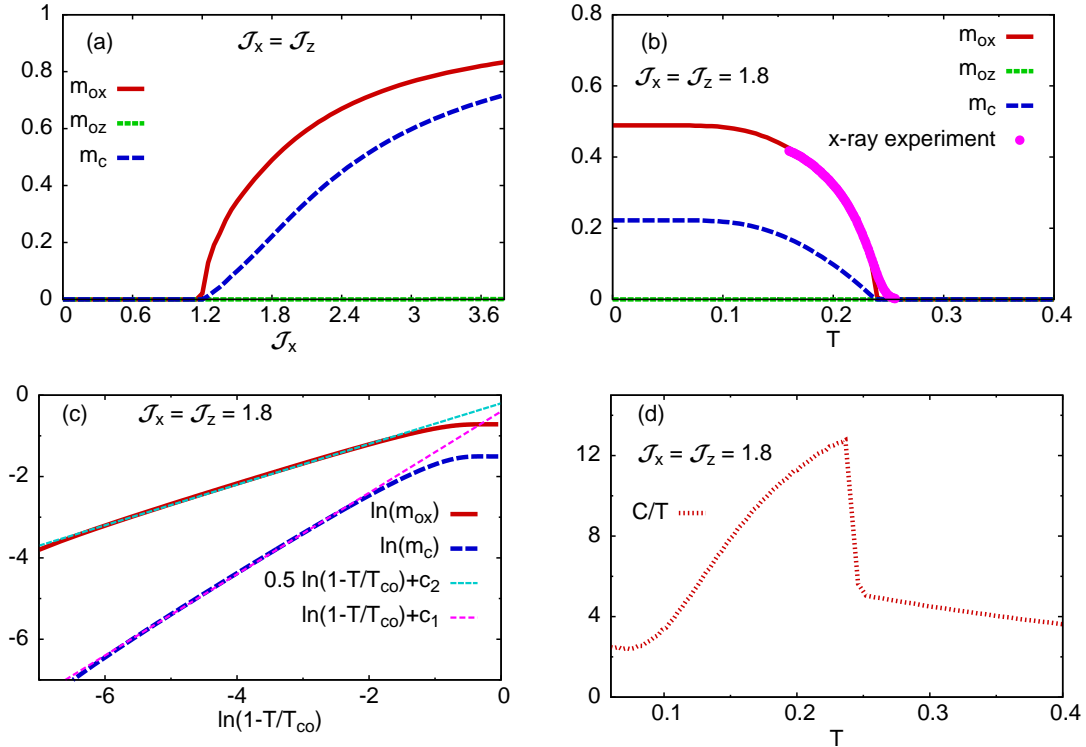 (a)
𝒥x = 𝒥z
mox
moz
mc
0
0.2
0.4
0.6
0.8
1
0 0.6 1.2 1.8 2.4 3.0 3.6
𝒥x
(b)
𝒥x = 𝒥z = 1.8
mox
moz
mc
x-ray experiment
0
0.2
0.4
0.6
0.8
0 0.1 0.2 0.3 0.4
T
(c)
𝒥x = 𝒥z = 1.8
ln(mox)
ln(mc)
0.5 ln(1-T/Tco)+c2
ln(1-T/Tco)+c1
0
-2
-4
-6
-6 -4 -2 0
ln(1-T/Tco)
(d)
𝒥x = 𝒥z = 1.8
C/T
12
8
4
0
0.1 0.2 0.3 0.4
T